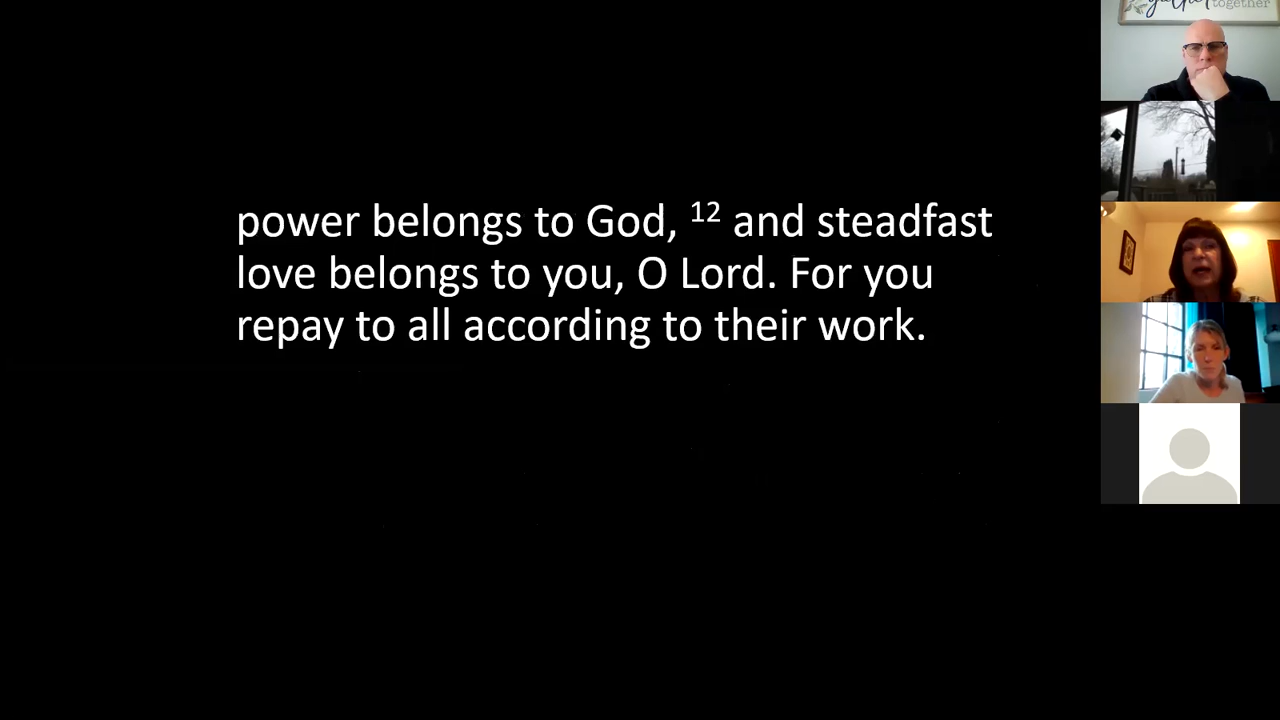 together
power belongs to God, 12 and steadfast
love belongs to you, O Lord. For you
repay to all according to their work.